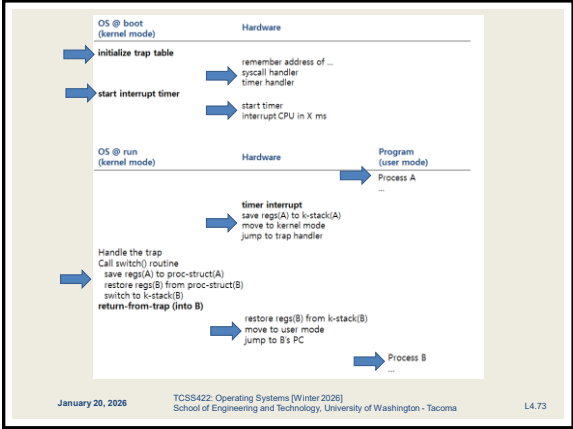 OS @ boot
(kernel mode)
Hardware
initialize trap table
remember address of ...
syscall handler
timer handler
start interrupt timer
start timer
interrupt CPU in X ms
OS @ run
(kernel mode)
Hardware
Program
(user mode)
Process A
...
timer interrupt
save regs(A) to k-stack(A)
move to kernel mode
jump to trap handler
Handle the trap
Call switch() routine
save regs(A) to proc-struct(A)
restore regs(B) from proc-struct(B)
switch to k-stack(B)
return-from-trap (into B)
restore regs(B) from k-stack(B)
move to user mode
jump to B's PC
Process B
...
January 20, 2026
TCSS422: Operating Systems [Winter 2026]
School of Engineering and Technology, University of Washington - Tacoma
L4.73